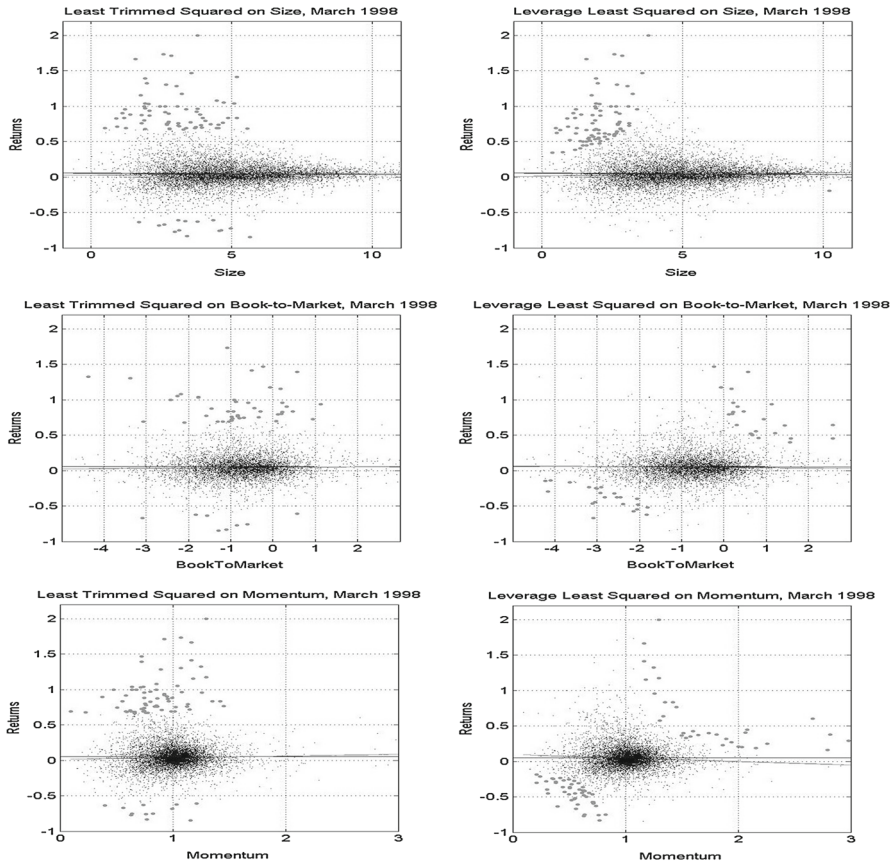 Least Trimmed Squared on Size, March 1998
2
1.5
1
0.5
0
-0.5
-1
Returns
0 5 10
Size
Leverage Least Squared on Size, March 1998
2
1.5
1
0.5
0
-0.5
-1
Returns
0 5 10
Size
Least Trimmed Squared on Book-to-Market, March 1998
2
1.5
1
0.5
0
-0.5
-1
Returns
-4 -3 -2 -1 0 1 2
BookToMarket
Leverage Least Squared on Book-to-Market, March 1998
2
1.5
1
0.5
0
-0.5
-1
Returns
-4 -3 -2 -1 0 1 2
BookToMarket
Least Trimmed Squared on Momentum, March 1998
2
1.5
1
0.5
0
-0.5
-1
Returns
0 1 2 3
Momentum
Leverage Least Squared on Momentum, March 1998
2
1.5
1
0.5
0
-0.5
-1
Returns
0 1 2 3
Momentum